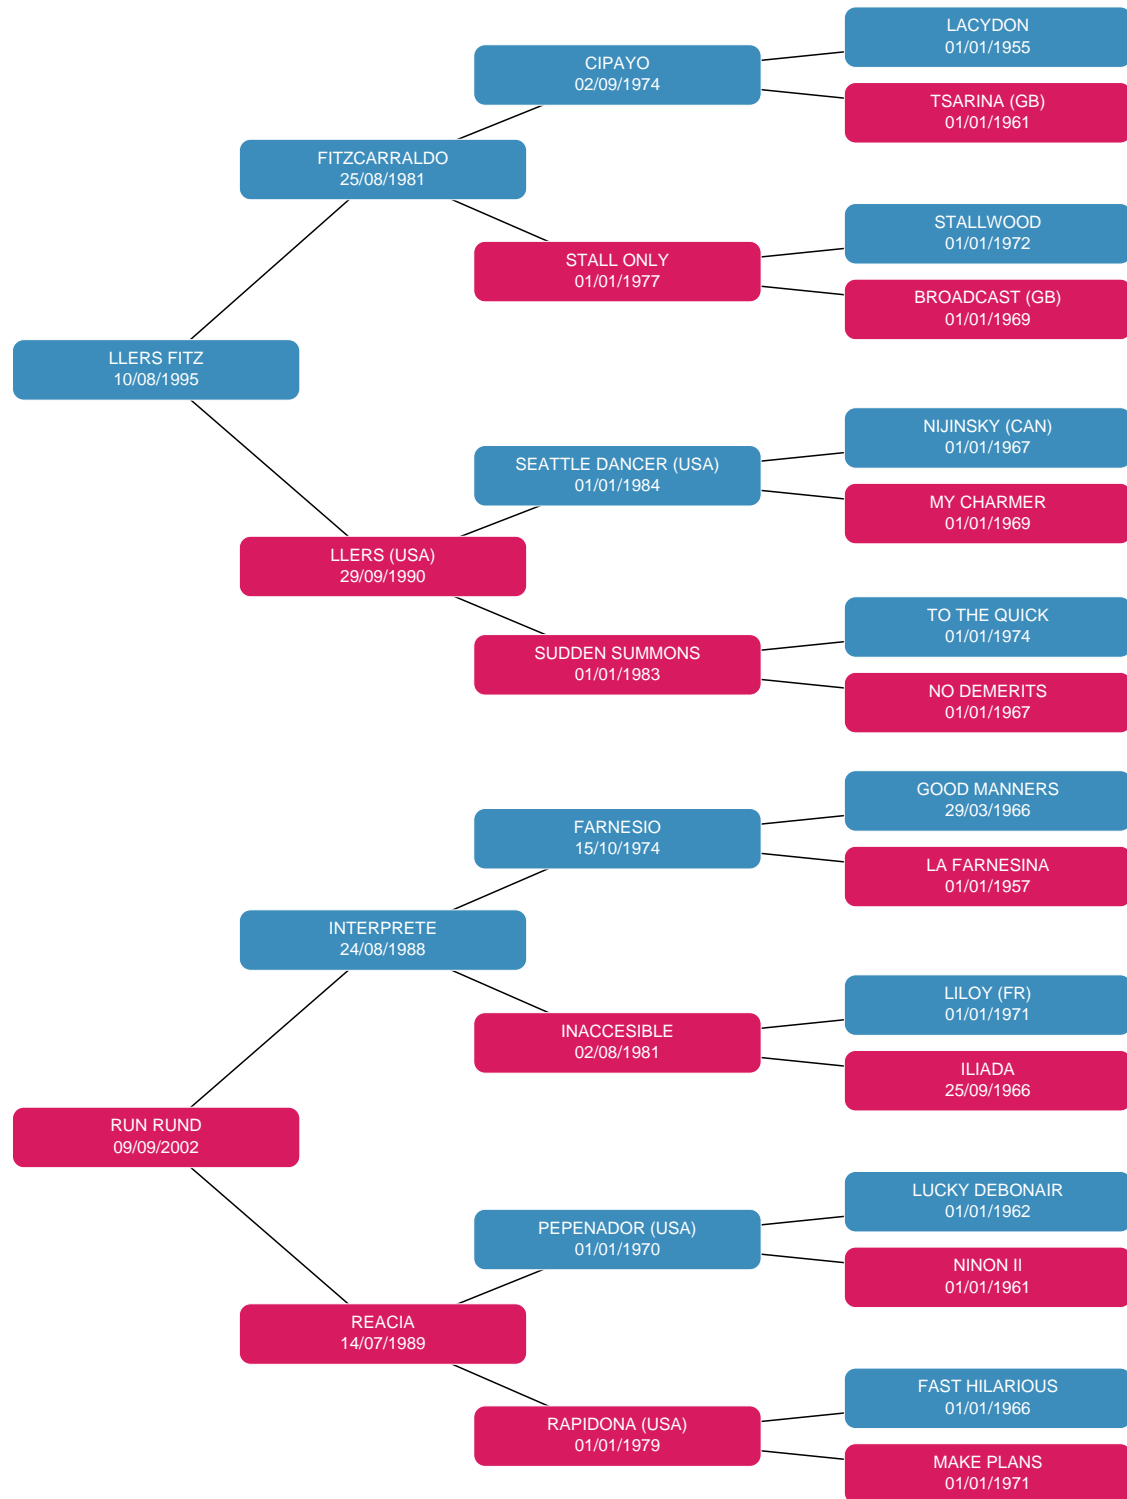 LACYDON
01/01/1955
CIPAYO
02/09/1974
TSARINA (GB)
01/01/1961
FITZCARRALDO
25/08/1981
STALLWOOD
01/01/1972
STALL ONLY
01/01/1977
BROADCAST (GB)
01/01/1969
LLERS FITZ
10/08/1995
NIJINSKY (CAN)
01/01/1967
SEATTLE DANCER (USA)
01/01/1984
MY CHARMER
01/01/1969
LLERS (USA)
29/09/1990
TO THE QUICK
01/01/1974
SUDDEN SUMMONS
01/01/1983
NO DEMERITS
01/01/1967
GOOD MANNERS
29/03/1966
FARNESIO
15/10/1974
LA FARNESINA
01/01/1957
INTERPRETE
24/08/1988
LILOY (FR)
01/01/1971
INACCESIBLE
02/08/1981
ILIADA
25/09/1966
RUN RUND
09/09/2002
LUCKY DEBONAIR
01/01/1962
PEPENADOR (USA)
01/01/1970
NINON II
01/01/1961
REACIA
14/07/1989
FAST HILARIOUS
01/01/1966
RAPIDONA (USA)
01/01/1979
MAKE PLANS
01/01/1971